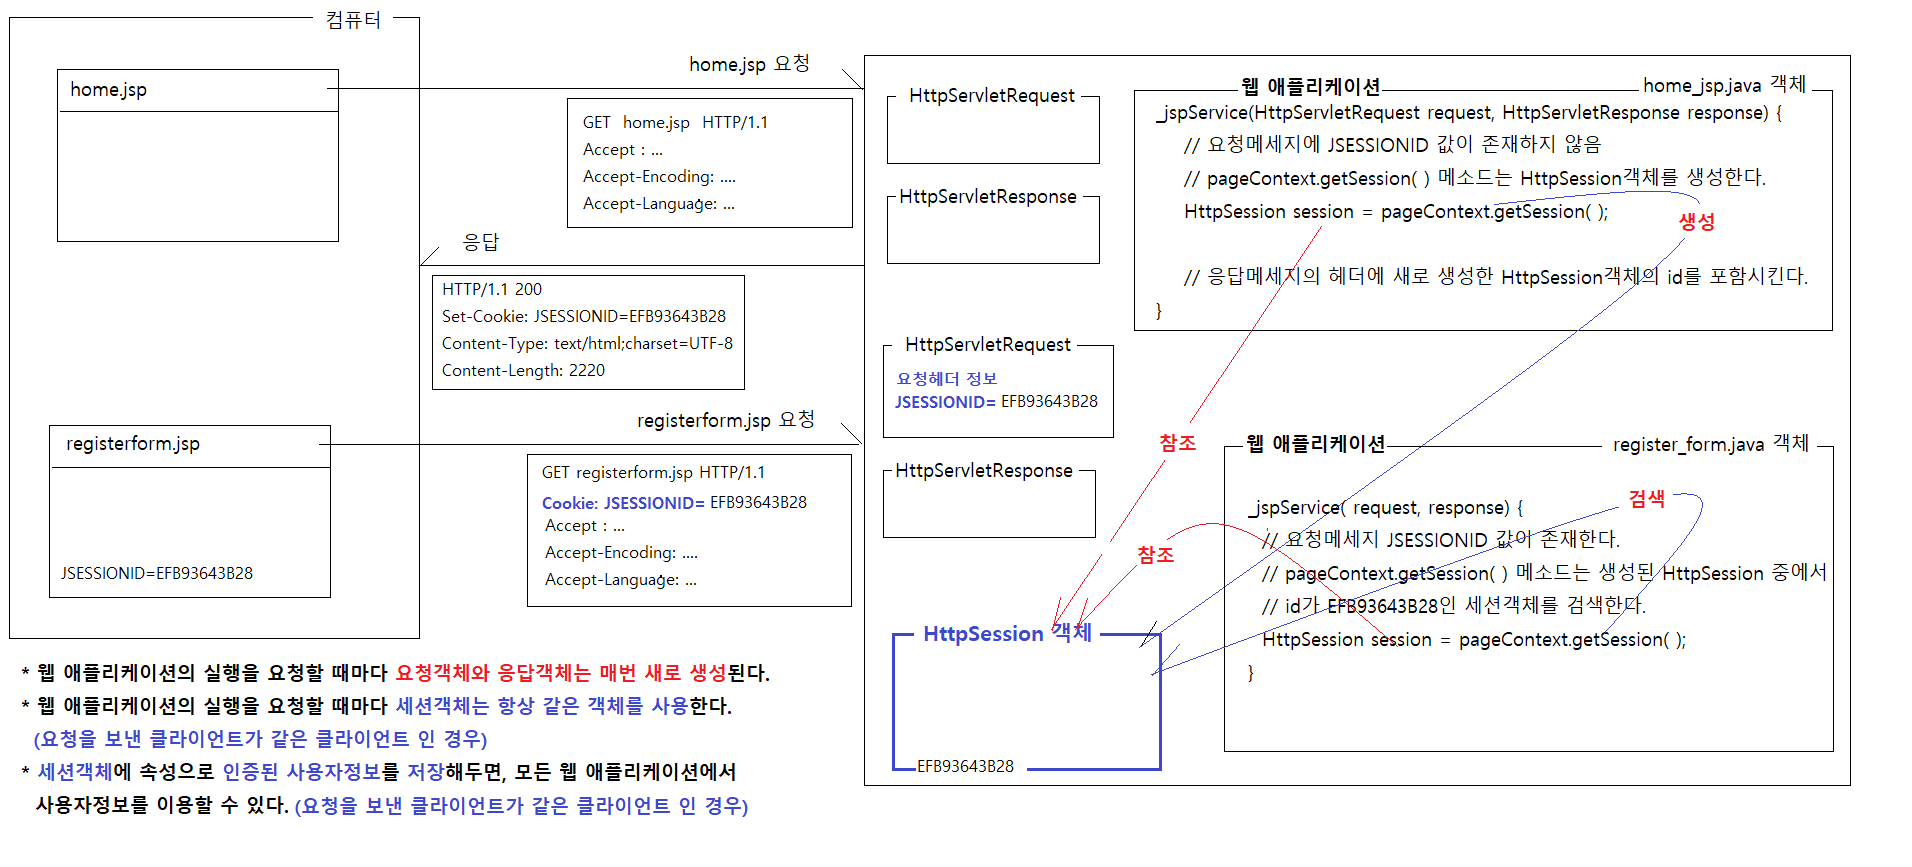 컴퓨터
home.jsp
home.jsp 요청
GET home.jsp HTTP/1.1
Accept : ...
Accept-Encoding: ....
Accept-Language: ...
응답
HTTP/1.1 200
Set-Cookie: JSESSIONID=EFB93643B28
Content-Type: text/html;charset=UTF-8
Content-Length: 2220
registerform.jsp
JSESSIONID=EFB93643B28
registerform.jsp 요청
GET registerform.jsp HTTP/1.1
Cookie: JSESSIONID= EFB93643B28
Accept : ...
Accept-Encoding: ....
Accept-Language: ...
HttpServletRequest
HttpServletResponse
HttpServletRequest
요청헤더 정보
JSESSIONID= EFB93643B28
HttpServletResponse
HttpSession 객체
EFB93643B28
웹 애플리케이션
home_jsp.java 객체
_jspService(HttpServletRequest request, HttpServletResponse response) {
// 요청메세지에 JSESSIONID 값이 존재하지 않음
// pageContext.getSession( ) 메소드는 HttpSession객체를 생성한다.
HttpSession session = pageContext.getSession( );
생성
// 응답메세지의 헤더에 새로 생성한 HttpSession객체의 id를 포함시킨다.
}
참조
참조
웹 애플리케이션
register_form.java 객체
검색
_jspService( request, response) {
// 요청메세지 JSESSIONID 값이 존재한다.
// pageContext.getSession( ) 메소드는 생성된 HttpSession 중에서
// id가 EFB93643B28인 세션객체를 검색한다.
HttpSession session = pageContext.getSession( );
}
* 웹 애플리케이션의 실행을 요청할 때마다 요청객체와 응답객체는 매번 새로 생성된다.
* 웹 애플리케이션의 실행을 요청할 때마다 세션객체는 항상 같은 객체를 사용한다.
(요청을 보낸 클라이언트가 같은 클라이언트 인 경우)
* 세션객체에 속성으로 인증된 사용자정보를 저장해두면, 모든 웹 애플리케이션에서
사용자정보를 이용할 수 있다. (요청을 보낸 클라이언트가 같은 클라이언트 인 경우)